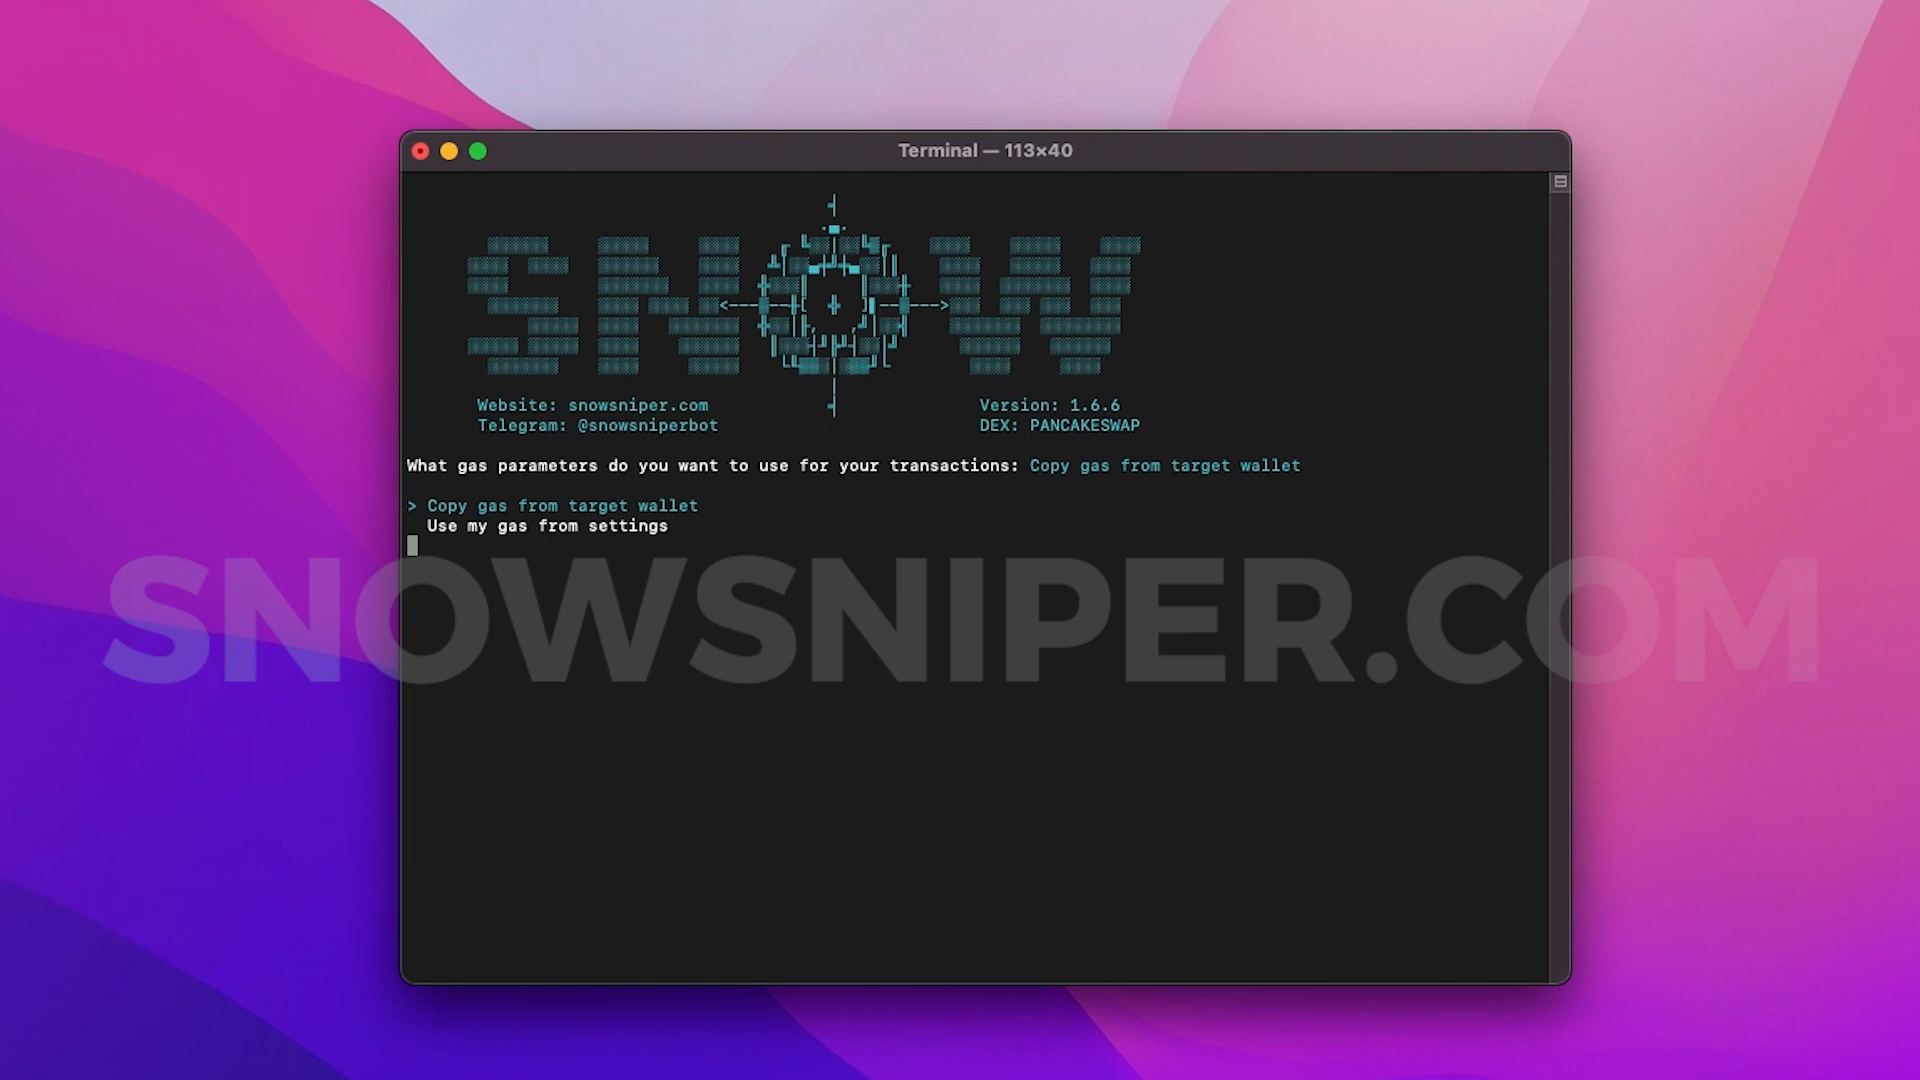 Terminal — 113×40
SNOW
Website: snowsniper.com
Version: 1.6.6
Telegram: @snowsniperbot
DEX: PANCAKESWAP
What gas parameters do you want to use for your transactions: Copy gas from target wallet
> Copy gas from target wallet
Use my gas from settings
SNOWSNIPER.COM